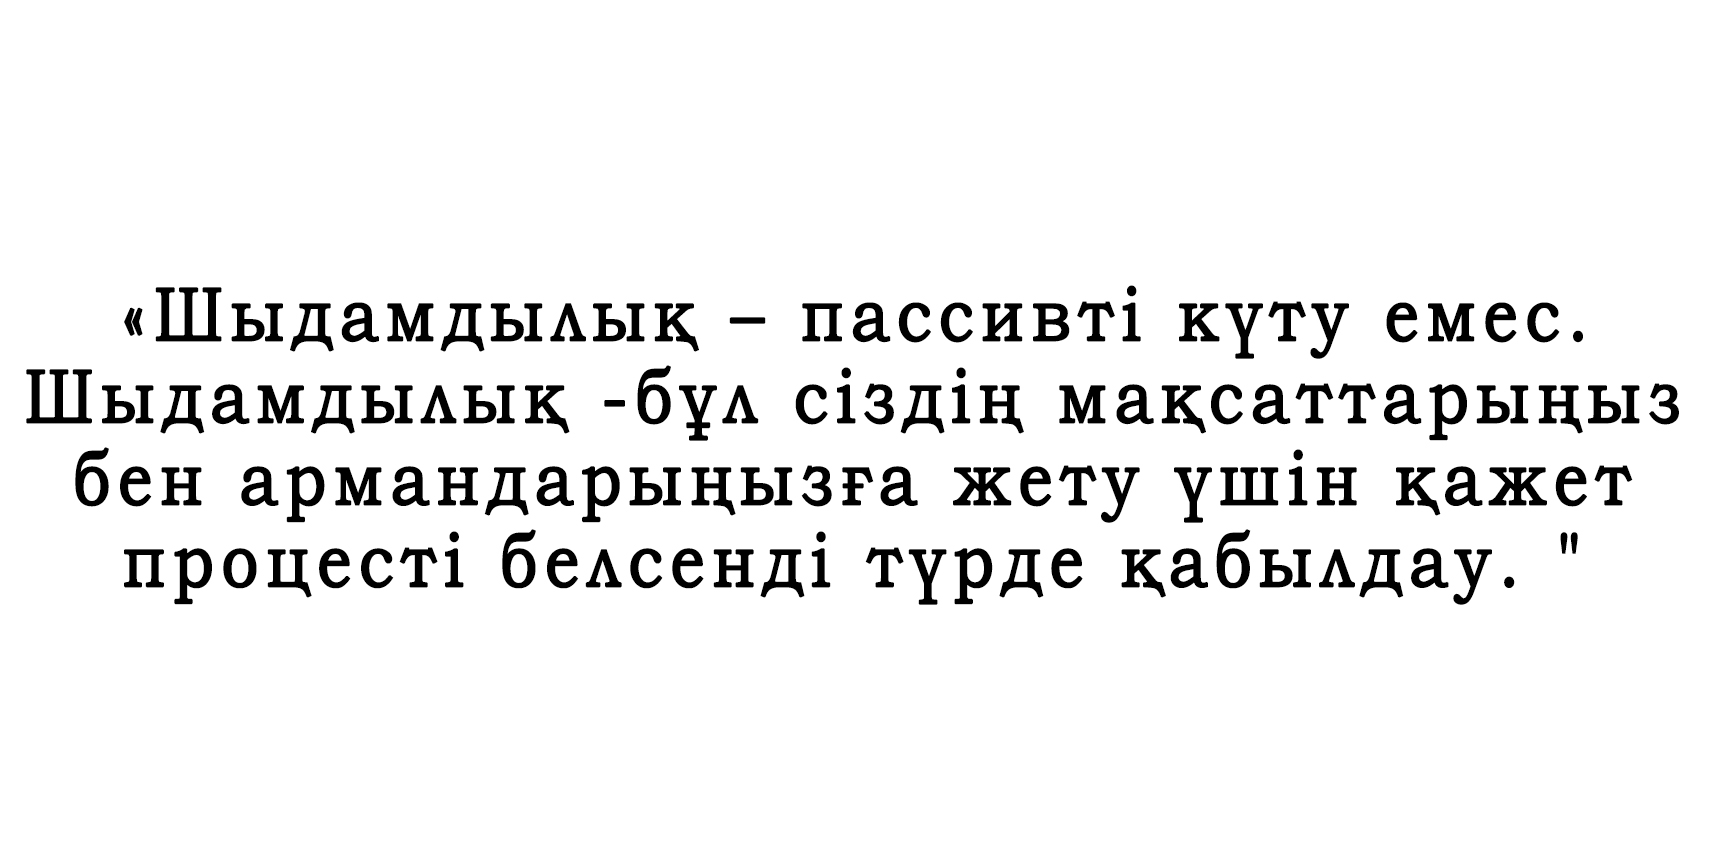 «Шыдамдылық – пассивті күту емес.
Шыдамдылық -бұл сіздің мақсаттарыңыз
бен армандарыңызға жету үшін қажет
процесті белсенді түрде қабылдау. "